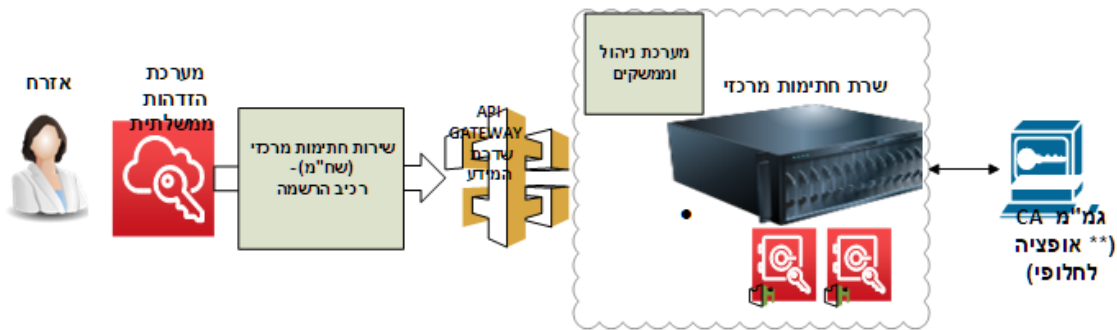 אזרח
מערכת
הזדהות
ממשלתית
שירות חתימות מרכזי
(שח"מ)-
רכיב הרשמה
API
GATEWAY
שדרת
המידע
מערכת ניהול
וממשקים
שרת חתימות מרכזי
גמ"מ CA
(** אופציה
לחלופי)